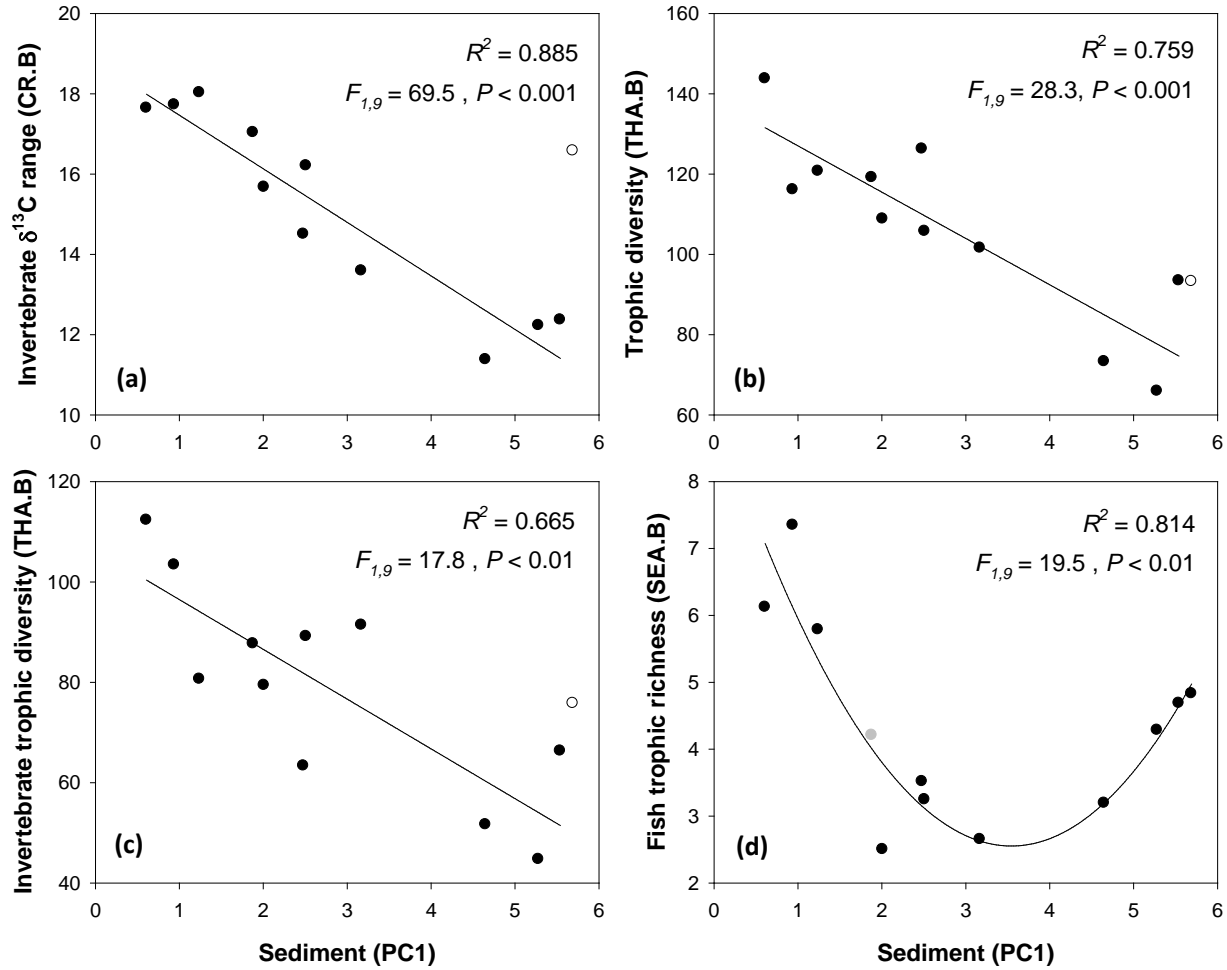 20
18
16
14
12
10
Invertebrate δ¹³C range (CR.B)
R² = 0.885
F₁,₉ = 69.5 , P < 0.001
(a)
0 1 2 3 4 5 6
160
140
120
100
80
60
Trophic diversity (THA.B)
R² = 0.759
F₁,₉ = 28.3, P < 0.001
(b)
0 1 2 3 4 5 6
120
100
80
60
40
Invertebrate trophic diversity (THA.B)
R² = 0.665
F₁,₉ = 17.8 , P < 0.01
(c)
0 1 2 3 4 5 6
Sediment (PC1)
8
7
6
5
4
3
2
Fish trophic richness (SEA.B)
R² = 0.814
F₁,₉ = 19.5 , P < 0.01
(d)
0 1 2 3 4 5 6
Sediment (PC1)